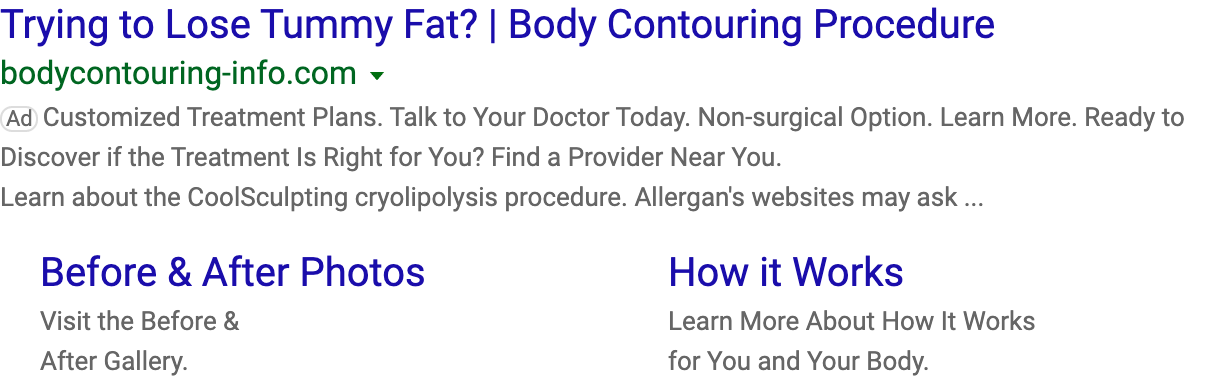 Trying to Lose Tummy Fat? | Body Contouring Procedure
bodycontouring-info.com
Ad Customized Treatment Plans. Talk to Your Doctor Today. Non-surgical Option. Learn More. Ready to
Discover if the Treatment Is Right for You? Find a Provider Near You.
Learn about the CoolSculpting cryolipolysis procedure. Allergan's websites may ask ...
Before & After Photos
Visit the Before &
After Gallery.
How it Works
Learn More About How It Works
for You and Your Body.